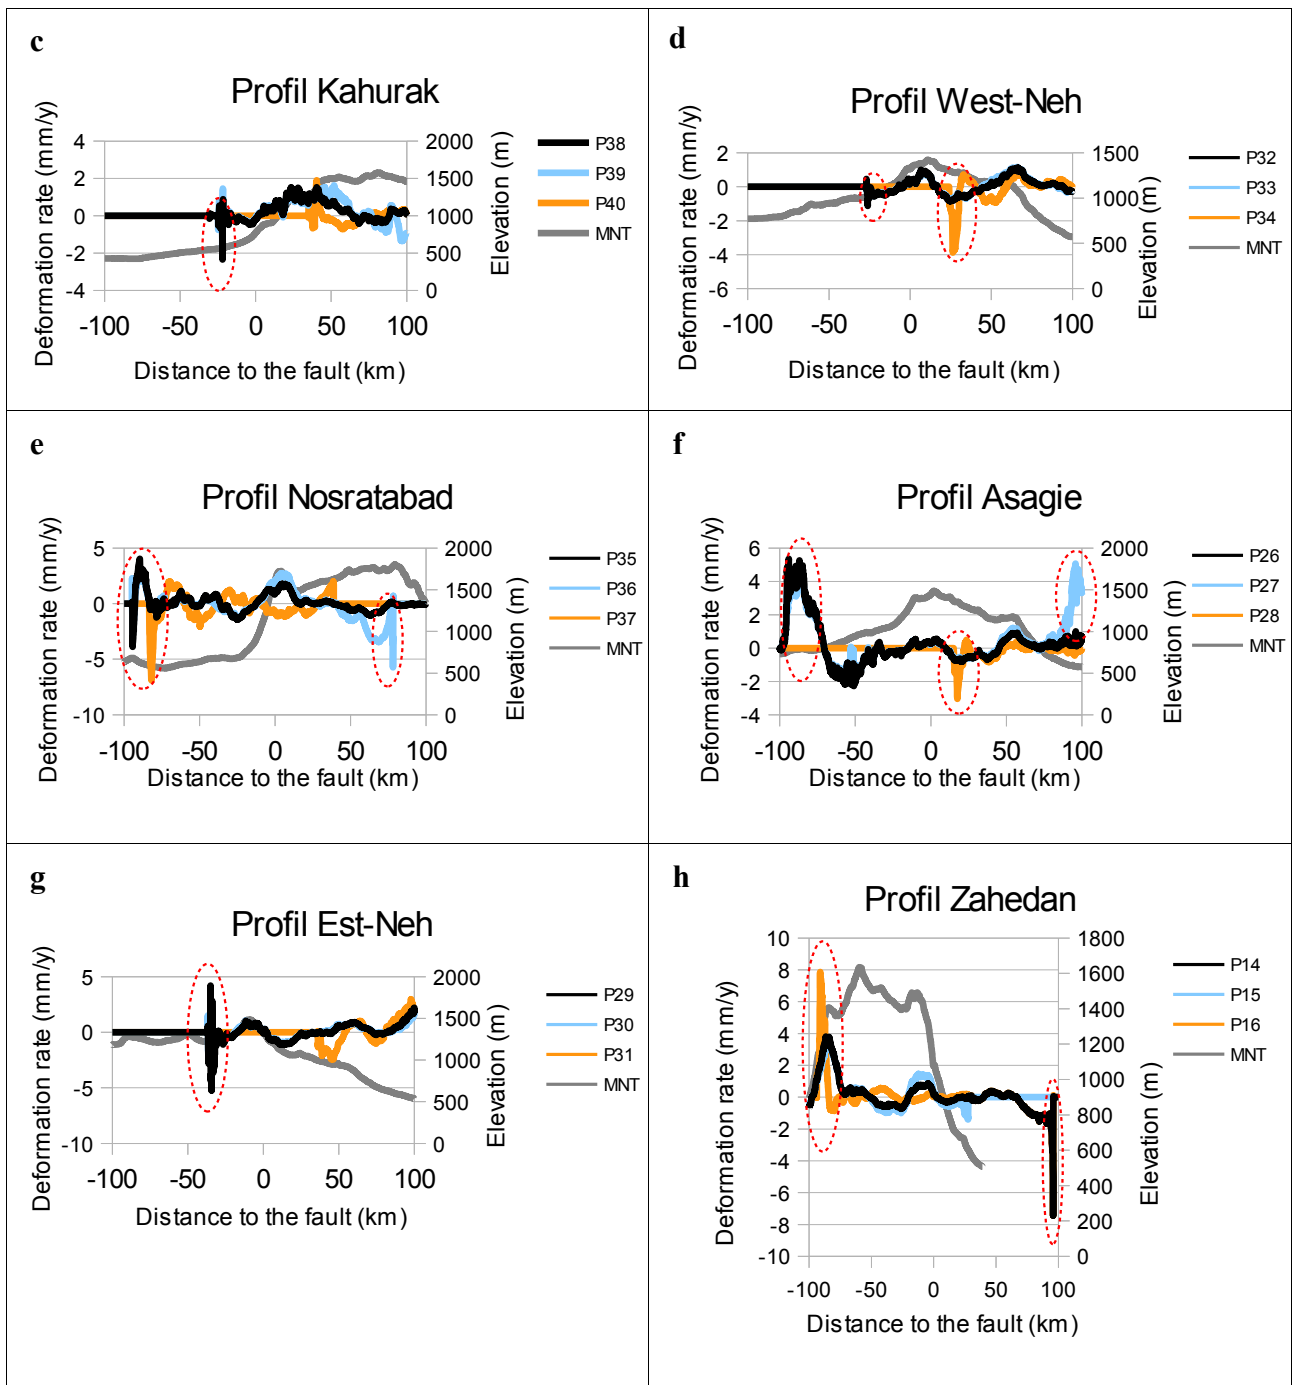 c
Profil Kahurak
Deformation rate (mm/y)
4
2
0
-2
-4
2000
1500
1000
500
0
Elevation (m)
-100 -50 0 50 100
Distance to the fault (km)
P38
P39
P40
MNT
d
Profil West-Neh
Deformation rate (mm/y)
2
0
-2
-4
-6
1500
1000
500
0
Elevation (m)
-100 -50 0 50 100
Distance to the fault (km)
P32
P33
P34
MNT
e
Profil Nosratabad
Deformation rate (mm/y)
5
0
-5
-10
2000
1500
1000
500
0
Elevation (m)
-100 -50 0 50 100
Distance to the fault (km)
P35
P36
P37
MNT
f
Profil Asagie
Deformation rate (mm/y)
6
4
2
0
-2
-4
2000
1500
1000
500
0
Elevation (m)
-100 -50 0 50 100
Distance to the fault (km)
P26
P27
P28
MNT
g
Profil Est-Neh
Deformation rate (mm/y)
5
0
-5
-10
2000
1500
1000
500
0
Elevation (m)
-100 -50 0 50 100
Distance to the fault (km)
P29
P30
P31
MNT
h
Profil Zahedan
Deformation rate (mm/y)
10
8
6
4
2
0
-2
-4
-6
-8
-10
1800
1600
1400
1200
1000
800
600
400
200
0
Elevation (m)
-100 -50 0 50 100
Distance to the fault (km)
P14
P15
P16
MNT